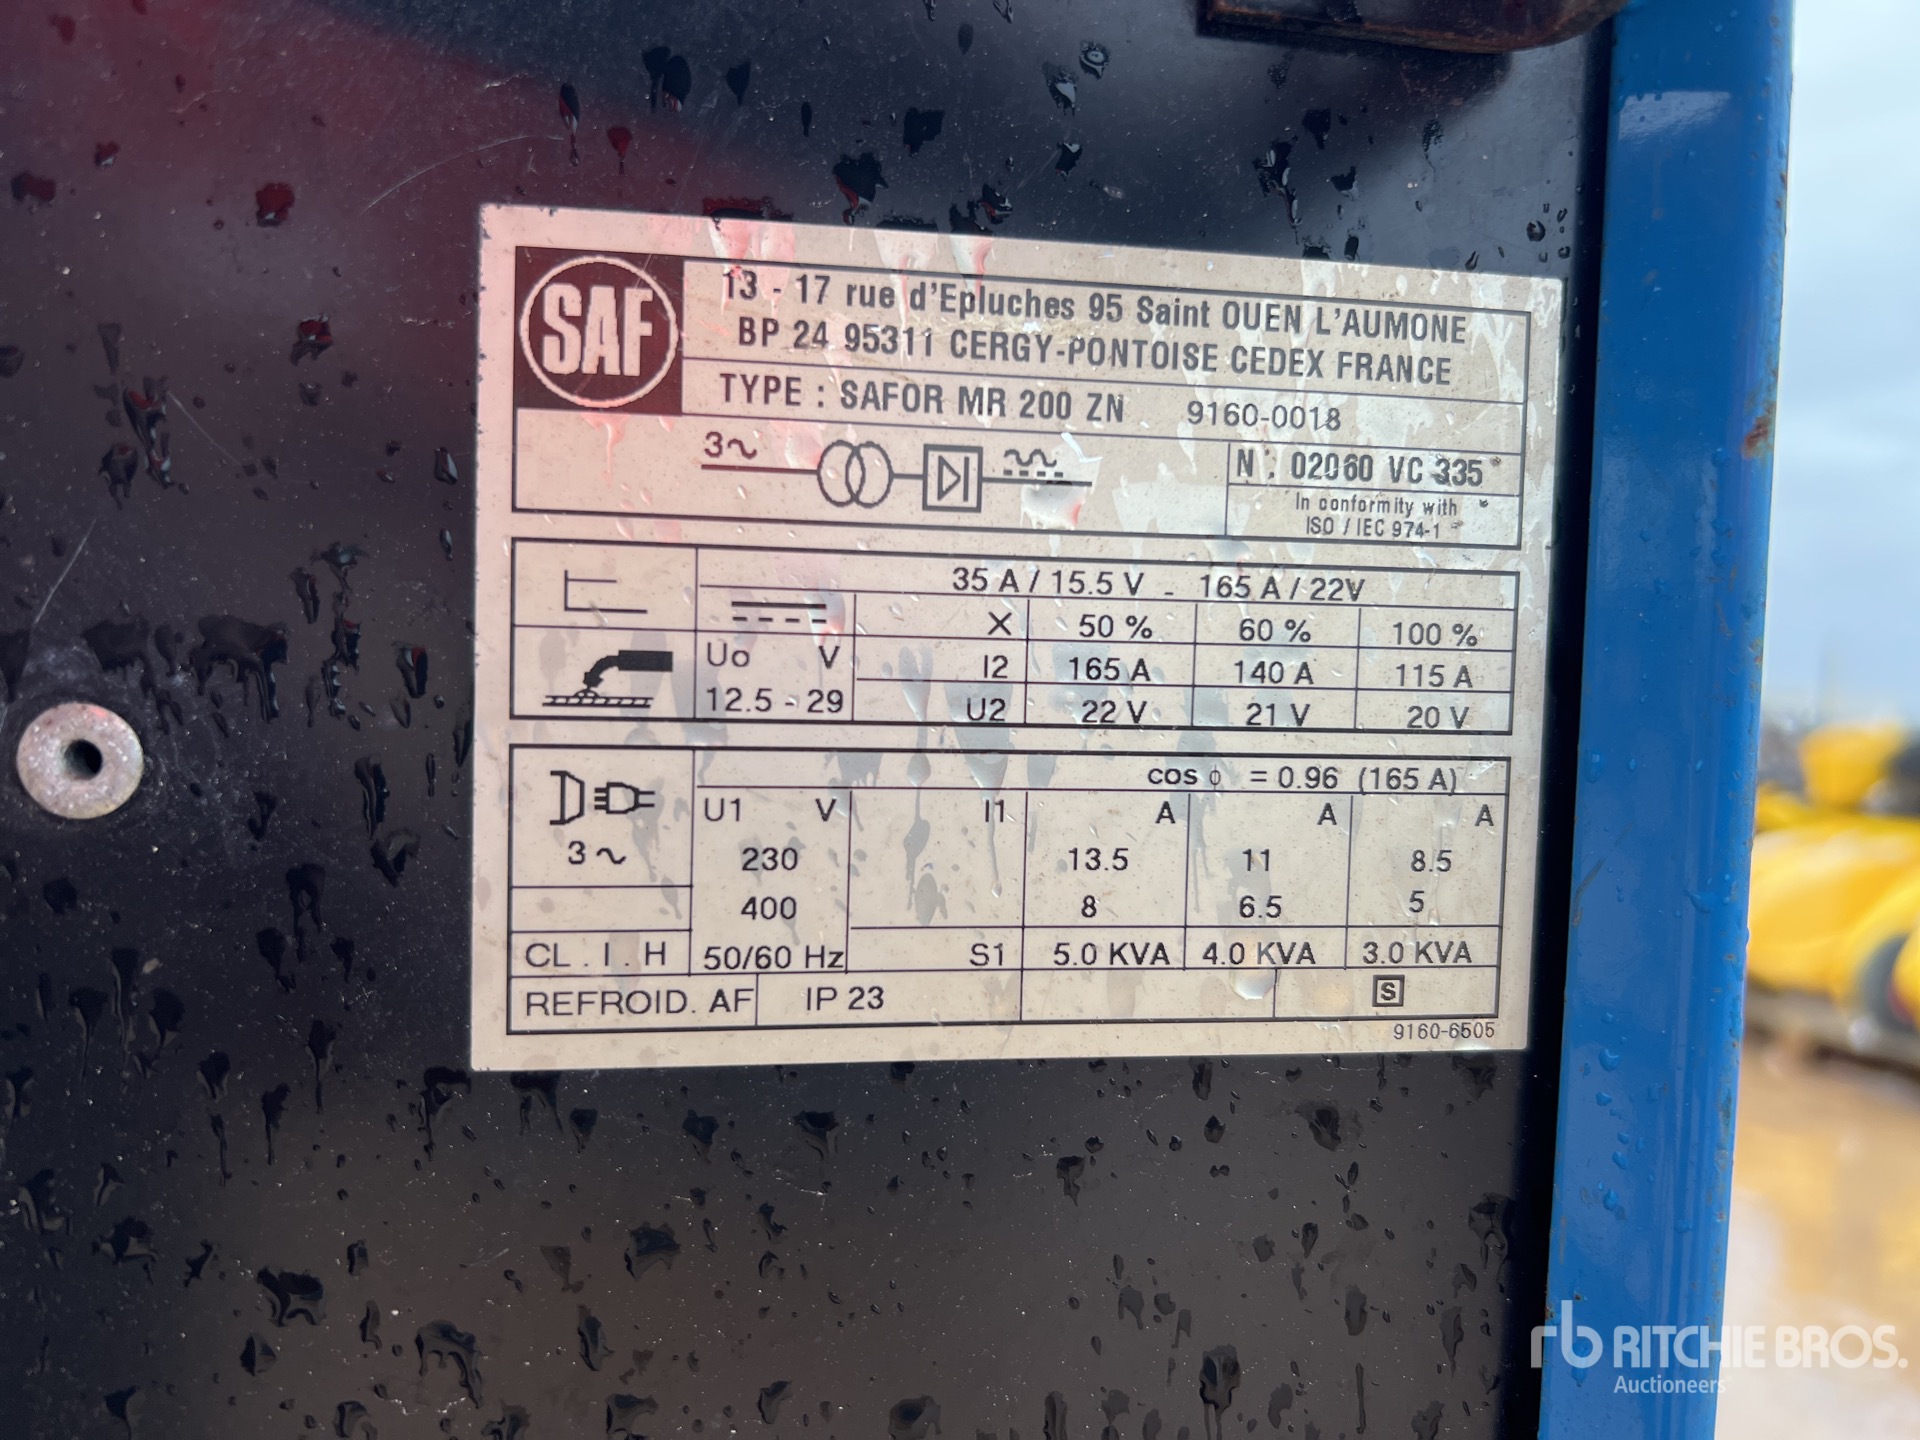 SAF
13 - 17 rue d'Epluches 95 Saint OUEN L'AUMONE
BP 24 95311 CERGY-PONTOISE CEDEX FRANCE
TYPE : SAFOR MR 200 ZN 9160-0018
3~
N : 02060 VC 335
In conformity with
ISO / IEC 974-1
35 A / 15.5 V - 165 A / 22V
X 50 % 60 % 100 %
Uo V I2 165 A 140 A 115 A
12.5 - 29 U2 22 V 21 V 20 V
cos φ = 0.96 (165 A)
U1 V I1 A A A
3~ 230 13.5 11 8.5
400 8 6.5 5
CL . I . H 50/60 Hz S1 5.0 KVA 4.0 KVA 3.0 KVA
REFROID. AF IP 23 S
9160-6505
rb RITCHIE BROS.
Auctioneers